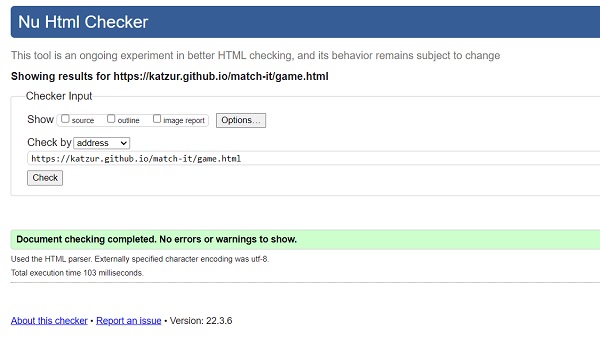 Nu Html Checker
This tool is an ongoing experiment in better HTML checking, and its behavior remains subject to change
Showing results for https://katzur.github.io/match-it/game.html
Checker Input
Show source outline image report Options...
Check by address
https://katzur.github.io/match-it/game.html
Check
Document checking completed. No errors or warnings to show.
Used the HTML parser. Externally specified character encoding was utf-8.
Total execution time 103 milliseconds.
About this checker • Report an issue • Version: 22.3.6